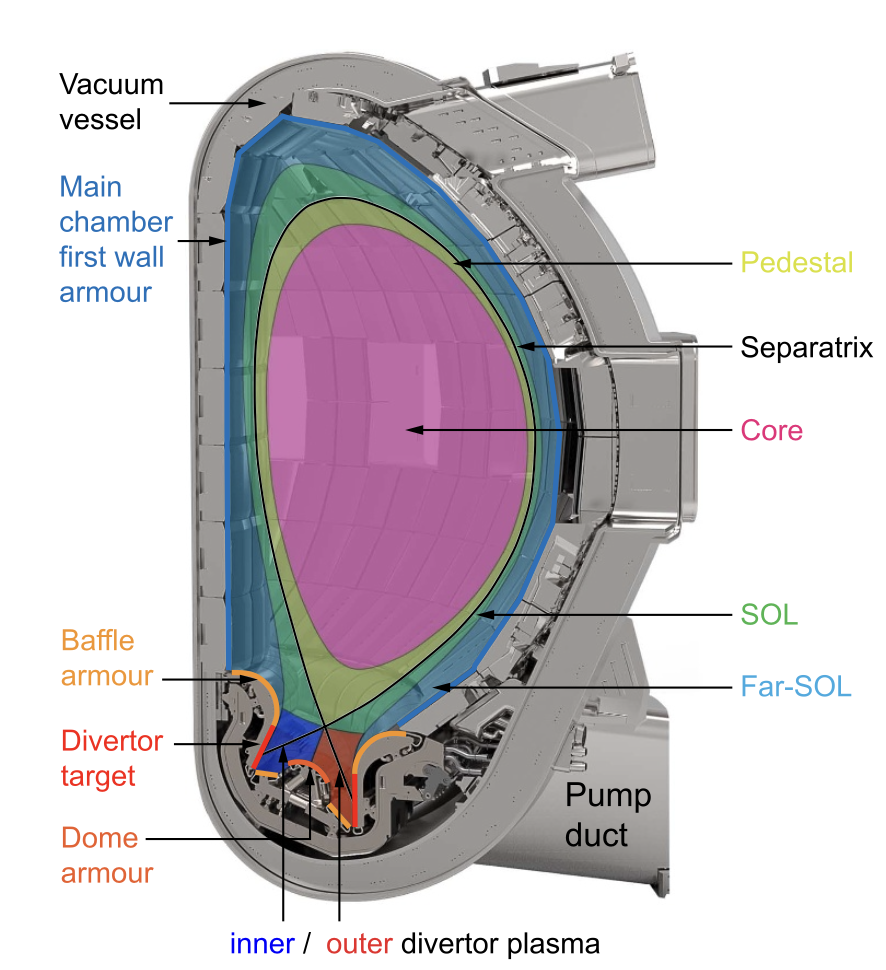 Vacuum
vessel
Main
chamber
first wall
armour
Pedestal
Separatrix
Core
SOL
Far-SOL
Baffle
armour
Divertor
target
Dome
armour
Pump
duct
inner / outer divertor plasma